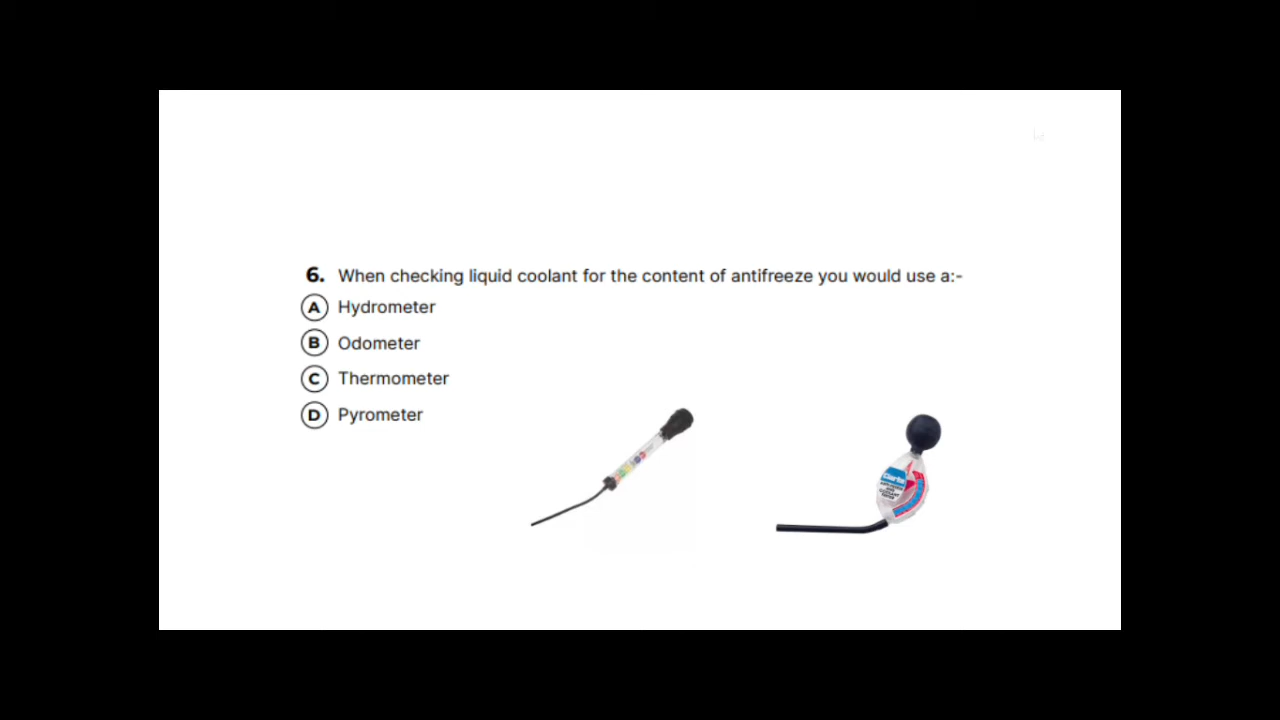 6. When checking liquid coolant for the content of antifreeze you would use a:-
A Hydrometer
B Odometer
C Thermometer
D Pyrometer